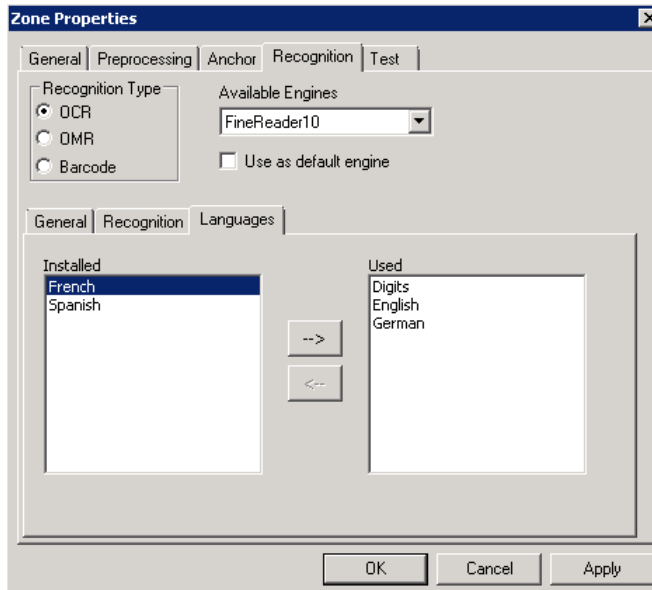 Zone Properties
General Preprocessing Anchor Recognition Test
Recognition Type
OCR
OMR
Barcode
Available Engines
FineReader10
Use as default engine
General Recognition Languages
Installed
French
Spanish
-->
<--
Used
Digits
English
German
OK Cancel Apply